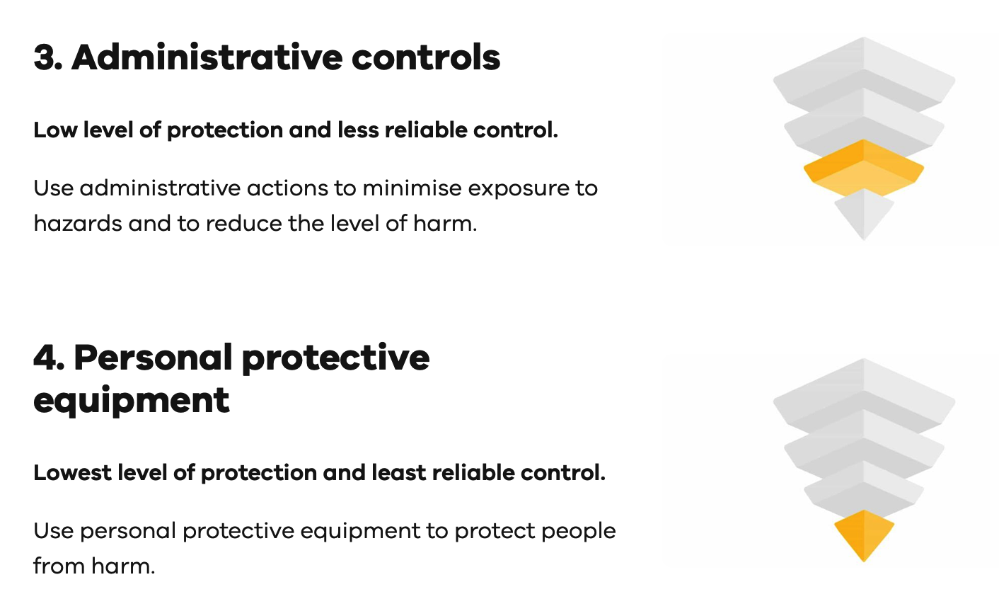 3. Administrative controls
Low level of protection and less reliable control.
Use administrative actions to minimise exposure to
hazards and to reduce the level of harm.
4. Personal protective
equipment
Lowest level of protection and least reliable control.
Use personal protective equipment to protect people
from harm.